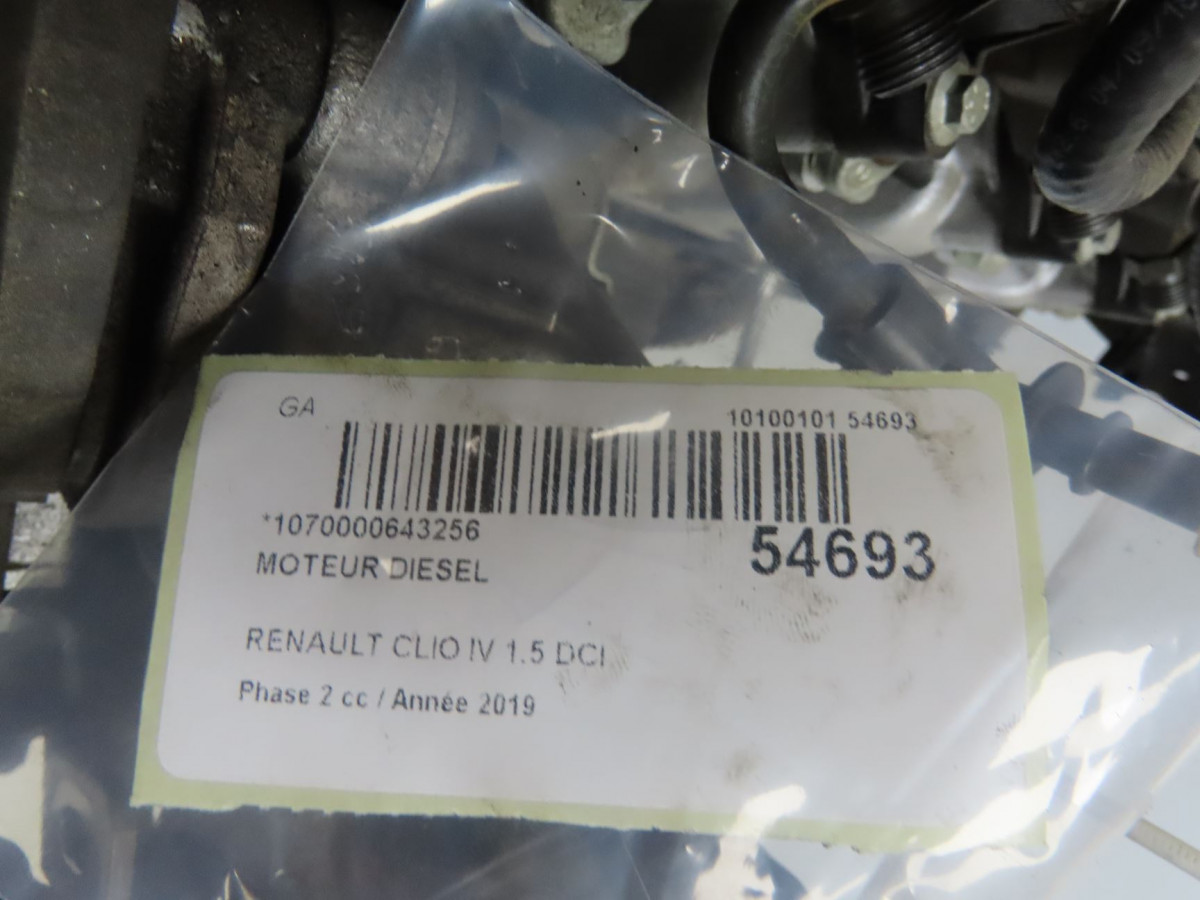 GA
10100101 54693
*1070000643256
54693
MOTEUR DIESEL
RENAULT CLIO IV 1.5 DCI
Phase 2 cc / Année 2019